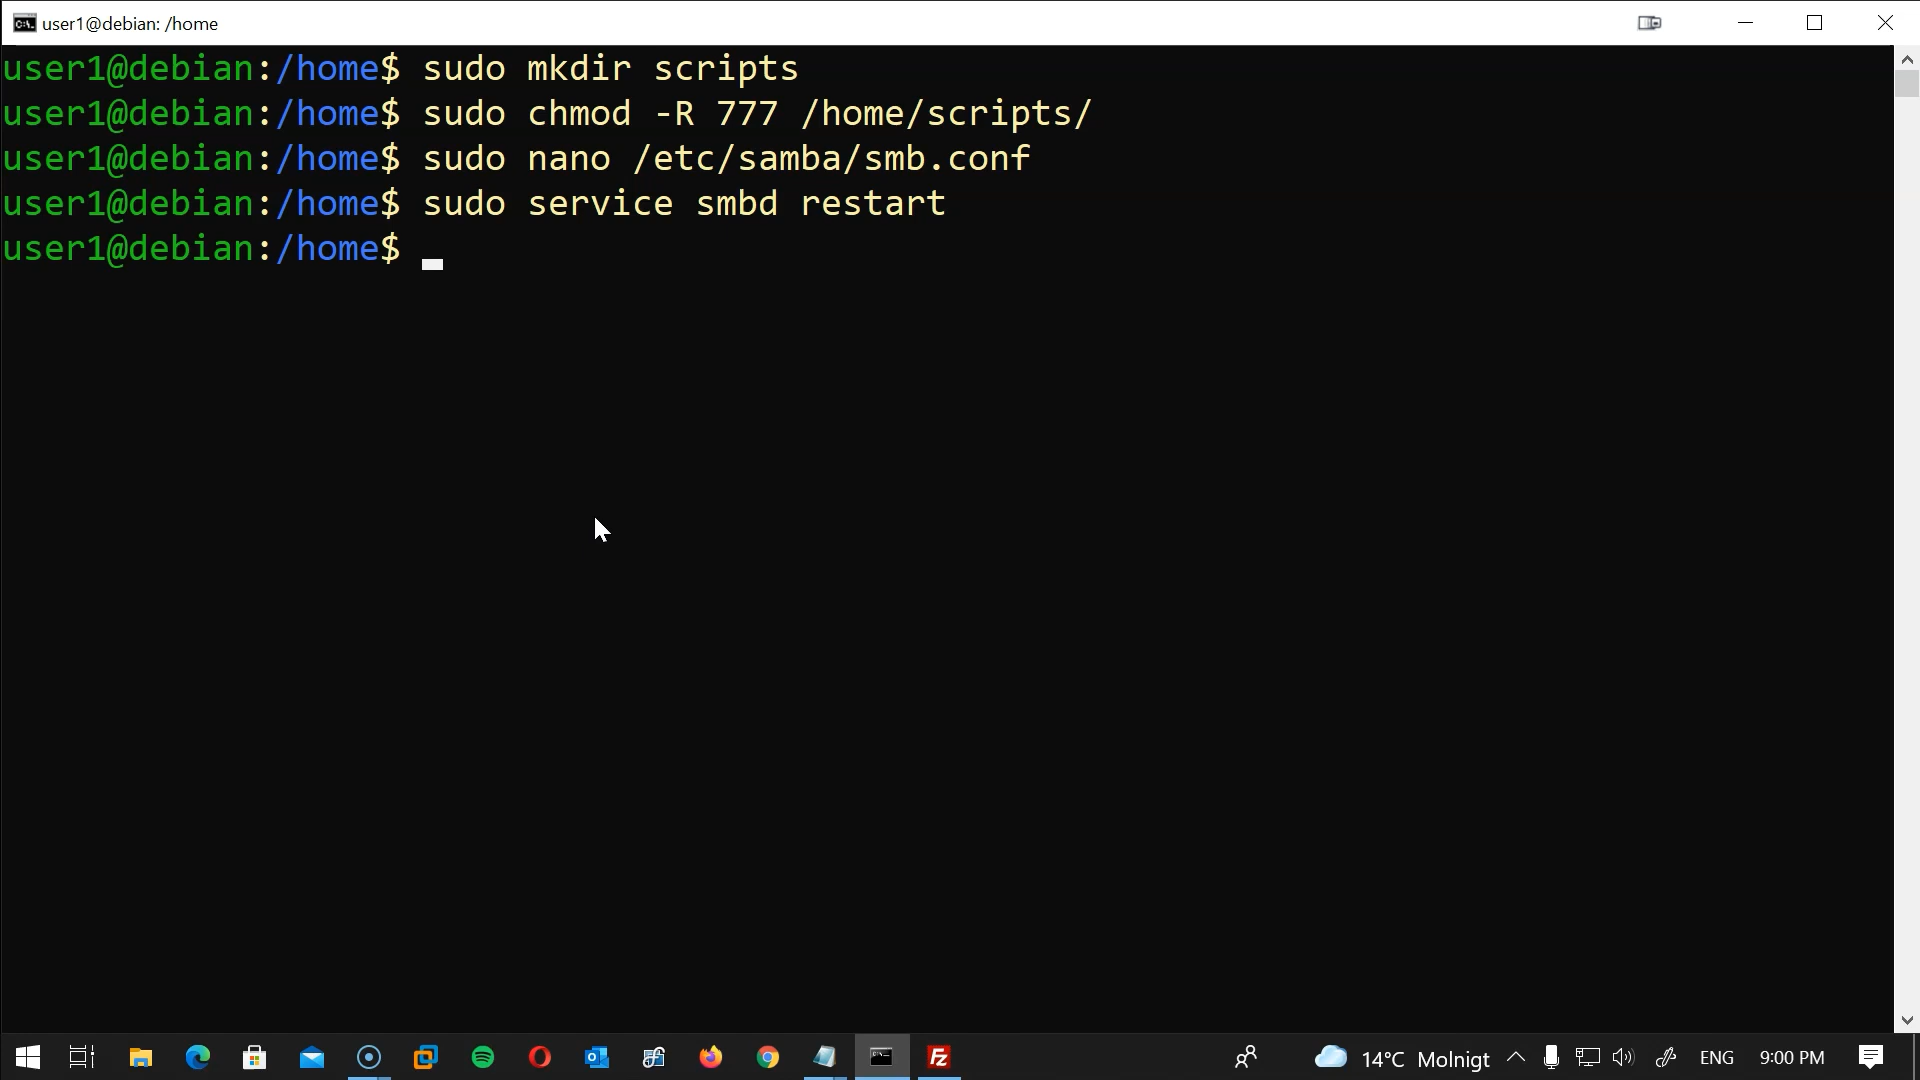 user1@debian: /home
user1@debian:/home$ sudo mkdir scripts
user1@debian:/home$ sudo chmod -R 777 /home/scripts/
user1@debian:/home$ sudo nano /etc/samba/smb.conf
user1@debian:/home$ sudo service smbd restart
user1@debian:/home$
14°C Molnigt ENG 9:00 PM